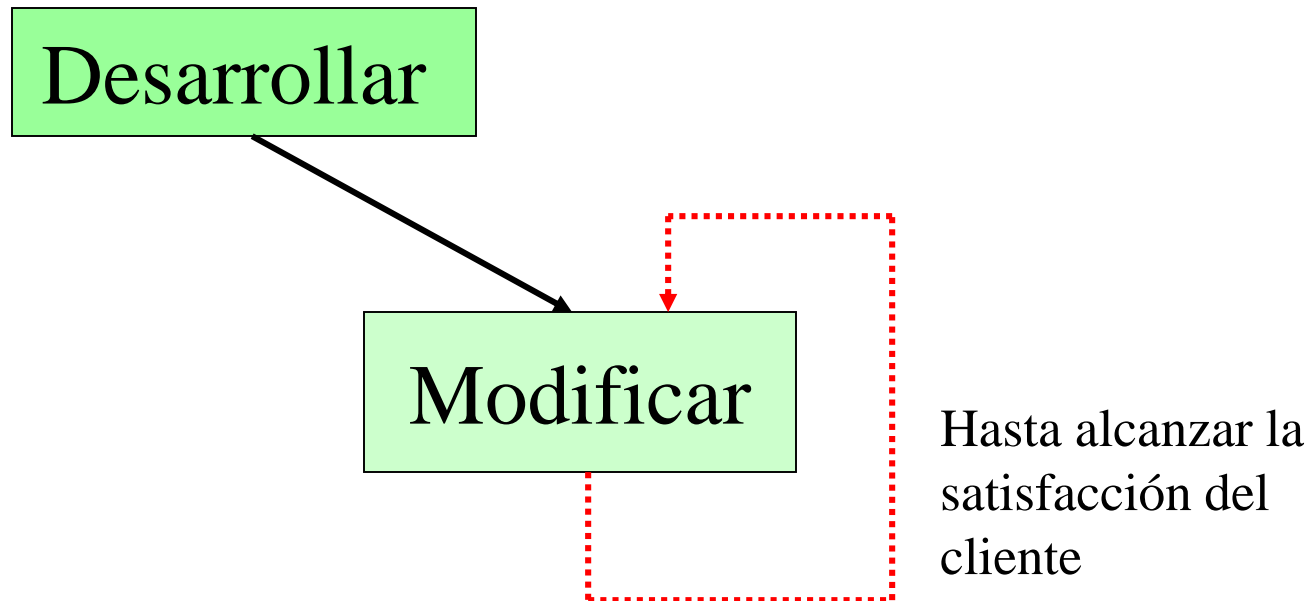 Desarrollar
Modificar
Hasta alcanzar la
satisfacción del
cliente